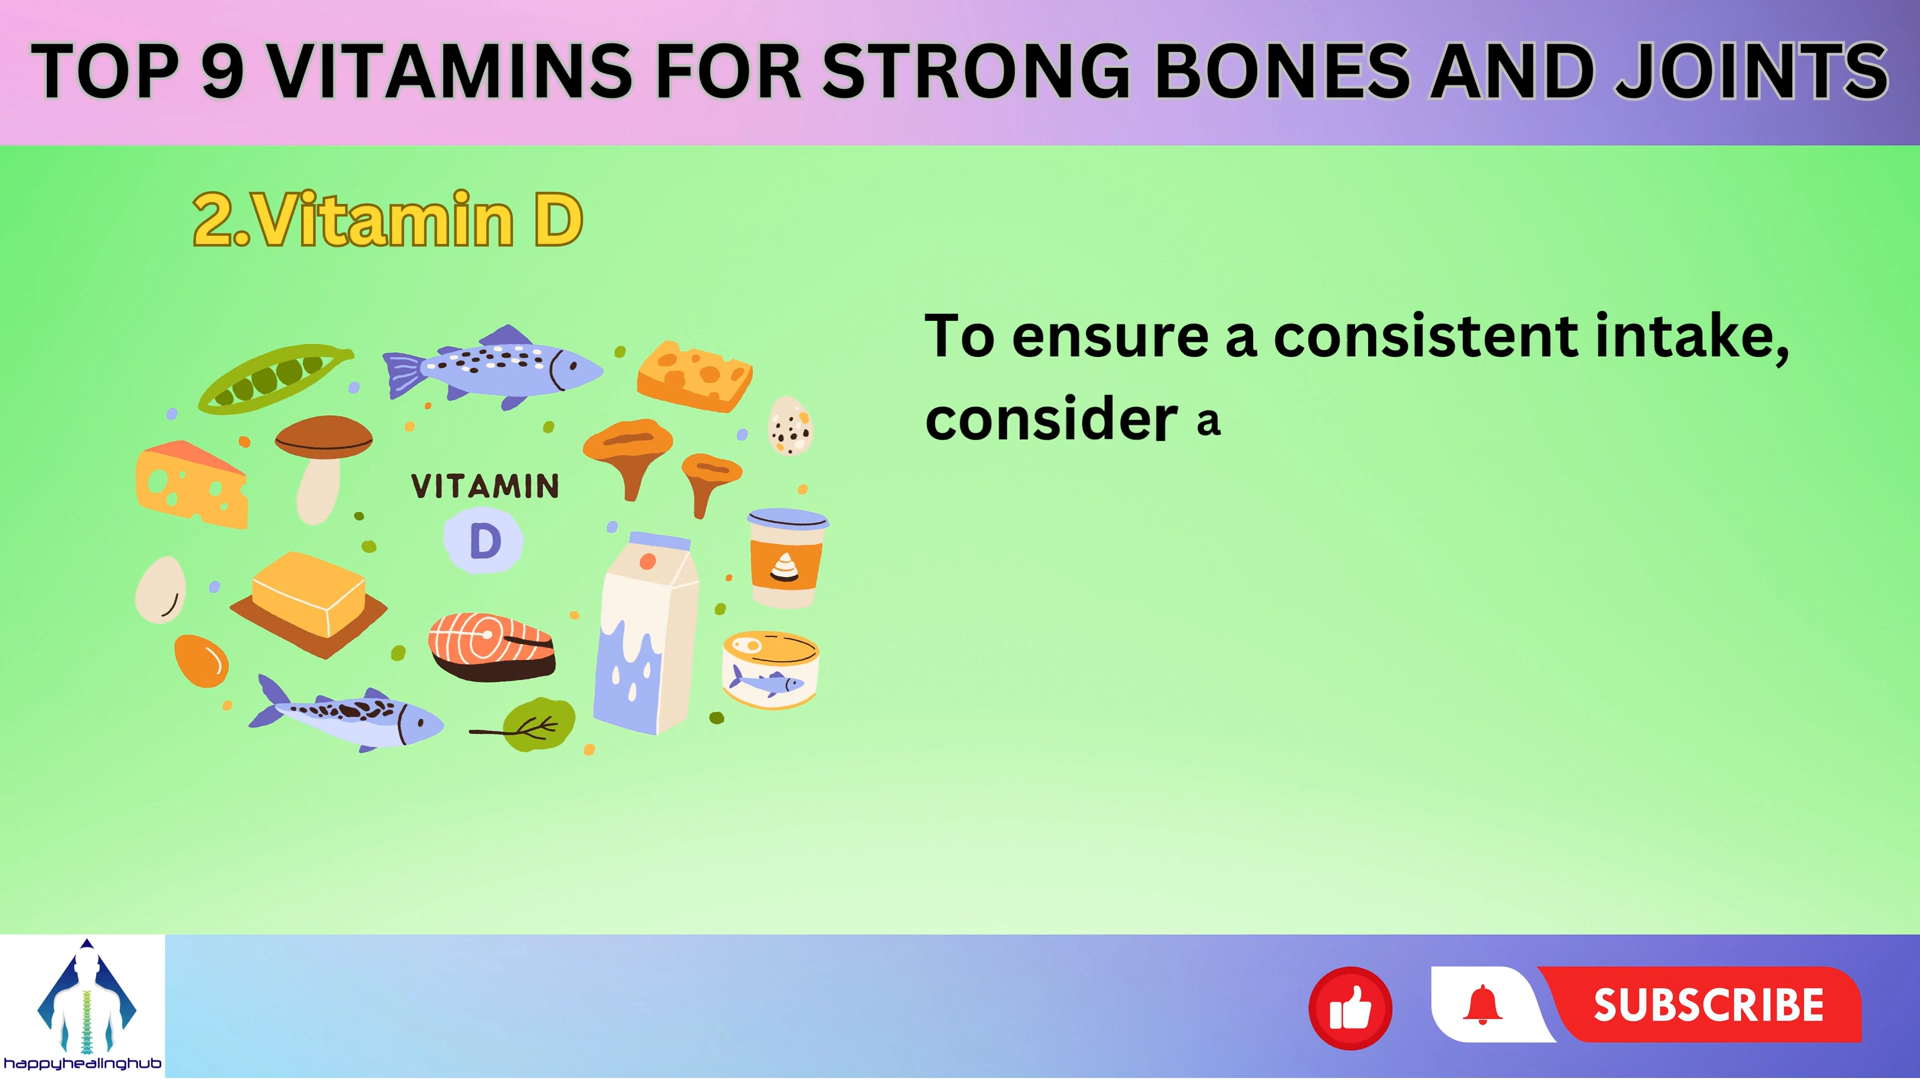 TOP 9 VITAMINS FOR STRONG BONES AND JOINTS
2.Vitamin D
VITAMIN
D
To ensure a consistent intake,
consider a
happyhealinghub
SUBSCRIBE